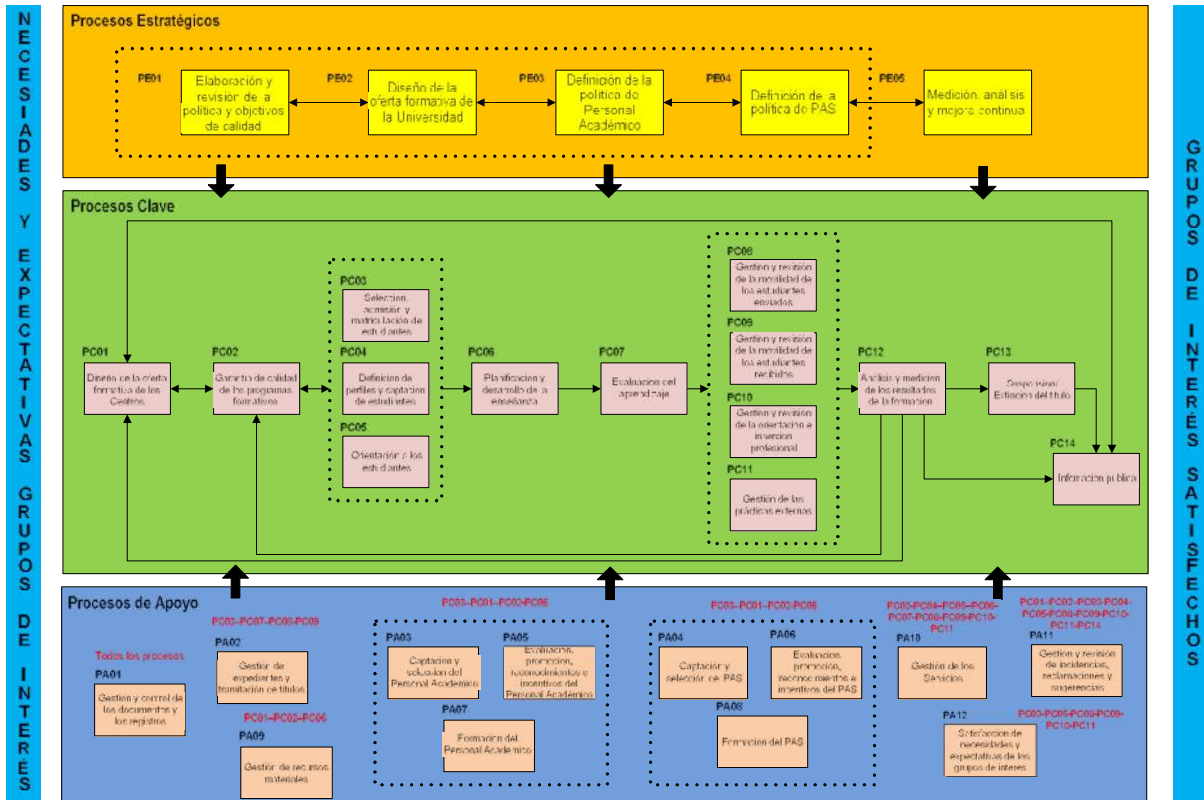 NECESIADES Y EXPECTATIVAS GRUPOS DE INTERÉS
Procesos Estratégicos
PE01
Elaboración y
revisión de la
política y objetivos
de calidad
PE02
Diseño de la
oferta formativa de
la Universidad
PE03
Definición de la
política de
Personal
Académico
PE04
Definición de la
política de PAS
PE05
Medición, análisis
y mejora continua
Procesos Clave
PC01
Diseño de la oferta
formativa de los
Centros
PC02
Garantía de calidad
de los programas
formativos
PC03
Selección,
admisión y
matriculación de
estudiantes
PC04
Definición de
perfiles y captación
de estudiantes
PC05
Orientación a los
estudiantes
PC06
Planificación y
desarrollo de la
enseñanza
PC07
Evaluación del
aprendizaje
PC08
Gestión y revisión
de la movilidad de
los estudiantes
enviados
PC09
Gestión y revisión
de la movilidad de
los estudiantes
recibidos
PC10
Gestión y revisión
de la orientación e
inserción
profesional
PC11
Gestión de las
prácticas externas
PC12
Análisis y medición
de los resultados
de la formación
PC13
Suspensión/
Extinción del título
PC14
Información pública
Procesos de Apoyo
Todos los procesos
PA01
Gestión y control de
los documentos y
los registros
PC03–PC07–PC08-PC09
PA02
Gestión de
expedientes y
tramitación de títulos
PC01–PC02–PC06
PA09
Gestión de recursos
materiales
PC03–PC01–PC02-PC06
PA03
Captación y
selección del
Personal Académico
PA05
Evaluación,
promoción,
reconocimientos e
incentivos del
Personal Académico
PA07
Formación del
Personal Académico
PC03–PC01–PC02-PC06
PA04
Captación y
selección de PAS
PA06
Evaluación,
promoción,
reconocimientos e
incentivos del PAS
PA08
Formación del PAS
PC03-PC04–PC05–PC06-
PC07-PC08-PC09-PC10-
PC11
PA10
Gestión de los
Servicios
PC01–PC02–PC03-PC04-
PC05-PC08-PC09-PC10-
PC11-PC14
PA11
Gestión y revisión
de incidencias,
reclamaciones y
sugerencias
PC03-PC05-PC08-PC09-
PC10-PC11
PA12
Satisfacción de
necesidades y
expectativas de los
grupos de interés
GRUPOS DE INTERÉS SATISFECHOS